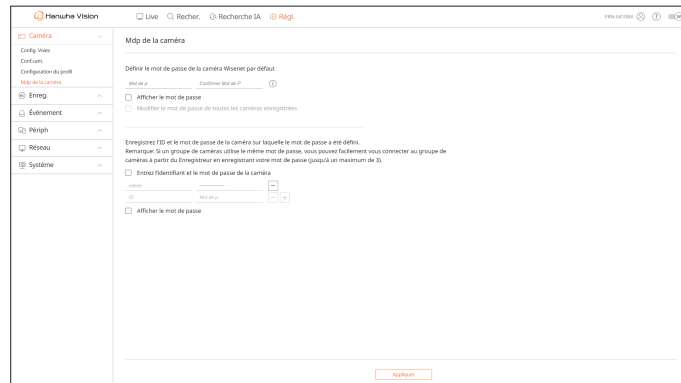 Hanwha Vision
Live
Recher.
Recherche IA
Régl.
PRN-6410B4
?
Caméra
Config. Voies
Conf.cam.
Configuration du profil
Mdp de la caméra
Enreg.
Évènement
Périph
Réseau
Système
Mdp de la caméra
Définir le mot de passe de la caméra Wisenet par défaut
Mot de p.
Confirmer Mot de P.
Afficher le mot de passe
Modifier le mot de passe de toutes les caméras enregistrées
Enregistrez l'ID et le mot de passe de la caméra sur laquelle le mot de passe a été défini.
Remarque: Si un groupe de caméras utilise le même mot de passe, vous pouvez facilement vous connecter au groupe de
caméras à partir du Enregistreur en enregistrant votre mot de passe (jusqu'à un maximum de 3).
Entrez l'identifiant et le mot de passe de la caméra
admin
ID
Mot de p.
Afficher le mot de passe
Appliquer